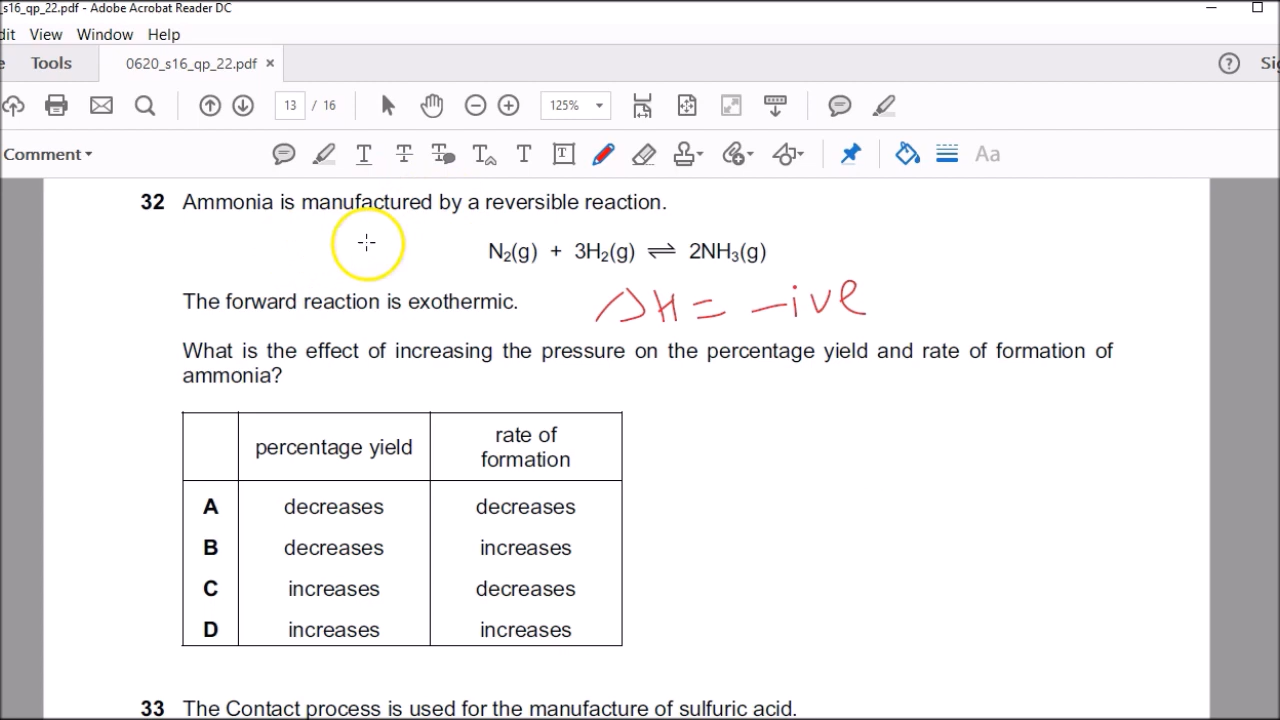 _s16_qp_22.pdf - Adobe Acrobat Reader DC
dit View Window Help
e Tools 0620_s16_qp_22.pdf × ? Si
13 / 16 125%
Comment T T T T T T Aa
32 Ammonia is manufactured by a reversible reaction.
N₂(g) + 3H₂(g) ⇌ 2NH₃(g)
The forward reaction is exothermic. ΔH = -ive
What is the effect of increasing the pressure on the percentage yield and rate of formation of
ammonia?
percentage yield rate of
formation
A decreases decreases
B decreases increases
C increases decreases
D increases increases
33 The Contact process is used for the manufacture of sulfuric acid.